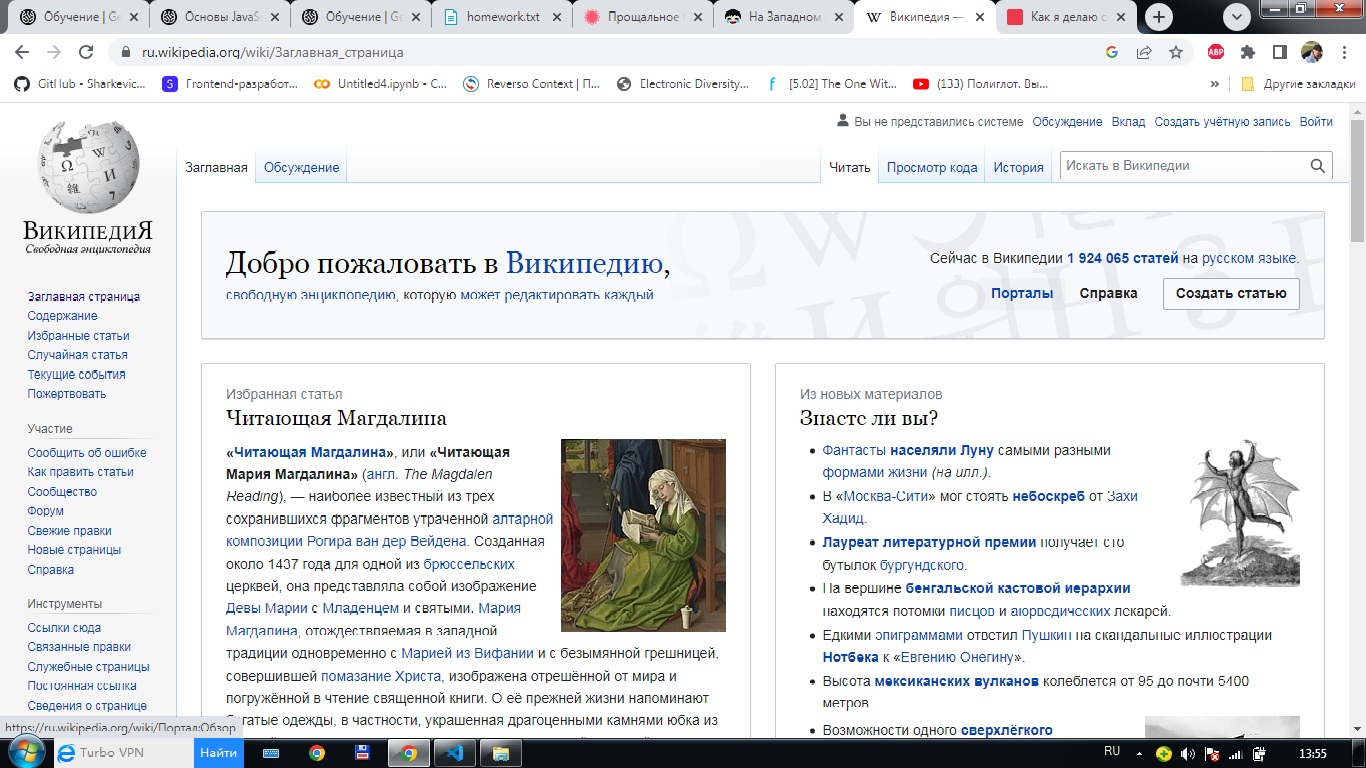 Обучение | Ge
Основы JavaS
Обучение | Ge
homework.txt
Прощальное
На Западном
Википедия —
Как я делаю с
ru.wikipedia.org/wiki/Заглавная_страница
GitHub - Sharkevic...
Frontend-разработ...
Untitled4.ipynb - C...
Reverso Context | П...
Electronic Diversity...
[5.02] The One Wit...
(133) Полиглот. Вы...
»
Другие закладки
Вы не представились системе Обсуждение Вклад Создать учётную запись Войти
Заглавная Обсуждение
Читать Просмотр кода История
Искать в Википедии
ВикипедиЯ
Свободная энциклопедия
Заглавная страница
Содержание
Избранные статьи
Случайная статья
Текущие события
Пожертвовать
Участие
Сообщить об ошибке
Как править статьи
Сообщество
Форум
Свежие правки
Новые страницы
Справка
Инструменты
Ссылки сюда
Связанные правки
Служебные страницы
Постоянная ссылка
Сведения о странице
Добро пожаловать в Википедию,
свободную энциклопедию, которую может редактировать каждый
Сейчас в Википедии 1 924 065 статей на русском языке.
Порталы Справка Создать статью
Избранная статья
Читающая Магдалина
«Читающая Магдалина», или «Читающая
Мария Магдалина» (англ. The Magdalen
Reading), — наиболее известный из трёх
сохранившихся фрагментов утраченной алтарной
композиции Рогира ван дер Вейдена. Созданная
около 1437 года для одной из брюссельских
церквей, она представляла собой изображение
Девы Марии с Младенцем и святыми. Мария
Магдалина, отождествляемая в западной
традиции одновременно с Марией из Вифании и с безымянной грешницей,
совершившей помазание Христа, изображена отрешённой от мира и
погружённой в чтение священной книги. О её прежней жизни напоминают
богатые одежды, в частности, украшенная драгоценными камнями юбка из
Из новых материалов
Знаете ли вы?
Фантасты населяли Луну самыми разными
формами жизни (на илл.).
В «Москва-Сити» мог стоять небоскреб от Захи
Хадид.
Лауреат литературной премии получает сто
бутылок бургундского.
На вершине бенгальской кастовой иерархии
находятся потомки писцов и аюрведических лекарей.
Едкими эпиграммами ответил Пушкин на скандальные иллюстрации
Нотбека к «Евгению Онегину».
Высота мексиканских вулканов колеблется от 95 до почти 5400
метров.
Возможности одного сверхлёгкого
https://ru.wikipedia.org/wiki/Портал:Обзор
Turbo VPN
Найти
RU
13:55